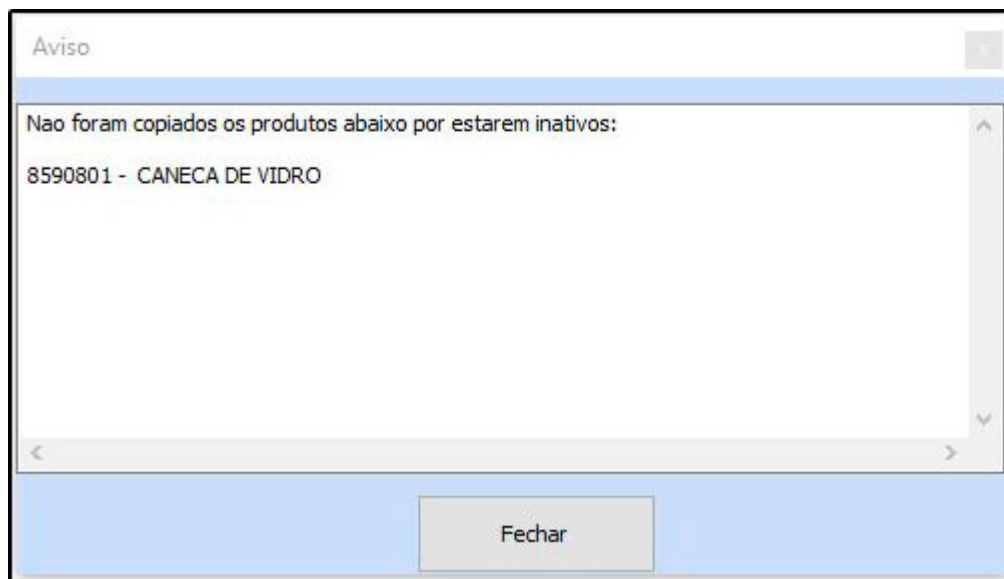 Aviso
Nao foram copiados os produtos abaixo por estarem inativos:
8590801 - CANECA DE VIDRO
Fechar